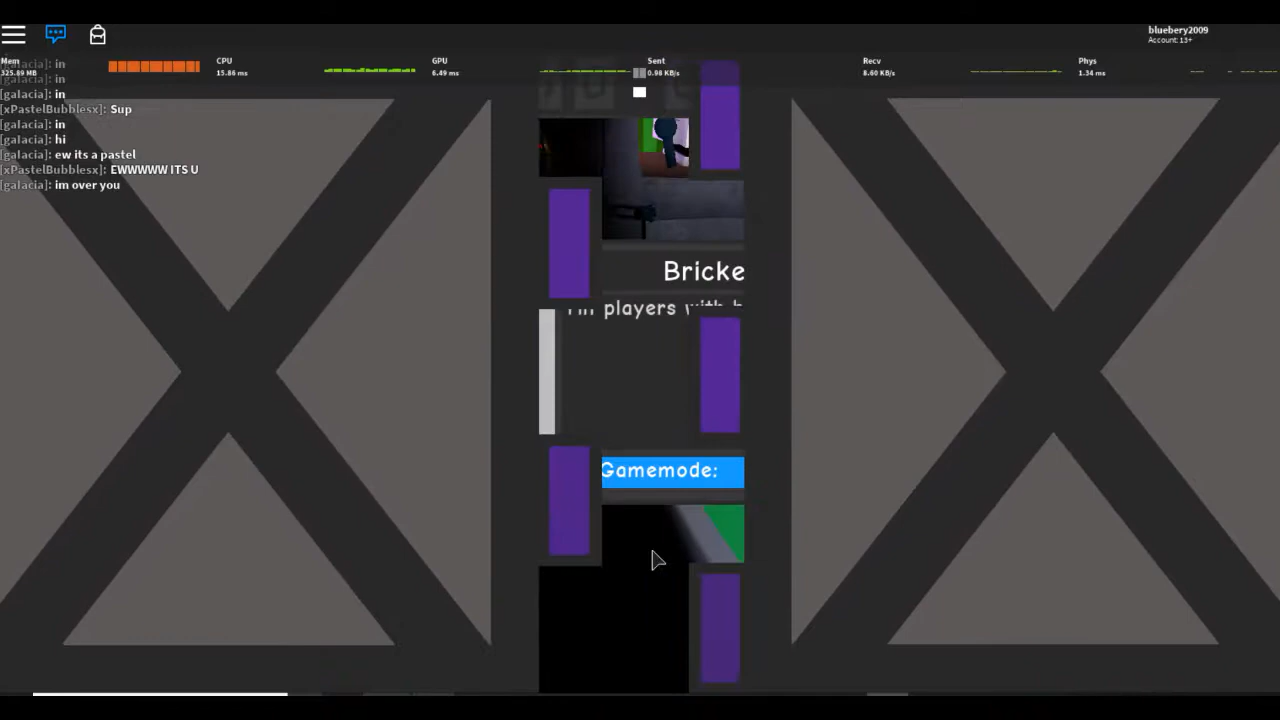 bluebery2009
Account: 13+
Mem
325.89 MB
CPU
15.86 ms
GPU
6.49 ms
Sent
0.98 KB/s
Recv
8.60 KB/s
Phys
1.34 ms
[galacia]: in
[galacia]: in
[galacia]: in
[xPastelBubblesx]: Sup
[galacia]: in
[galacia]: hi
[galacia]: ew its a pastel
[xPastelBubblesx]: EWWWWW ITS U
[galacia]: im over you
Bricke
players with
Gamemode: